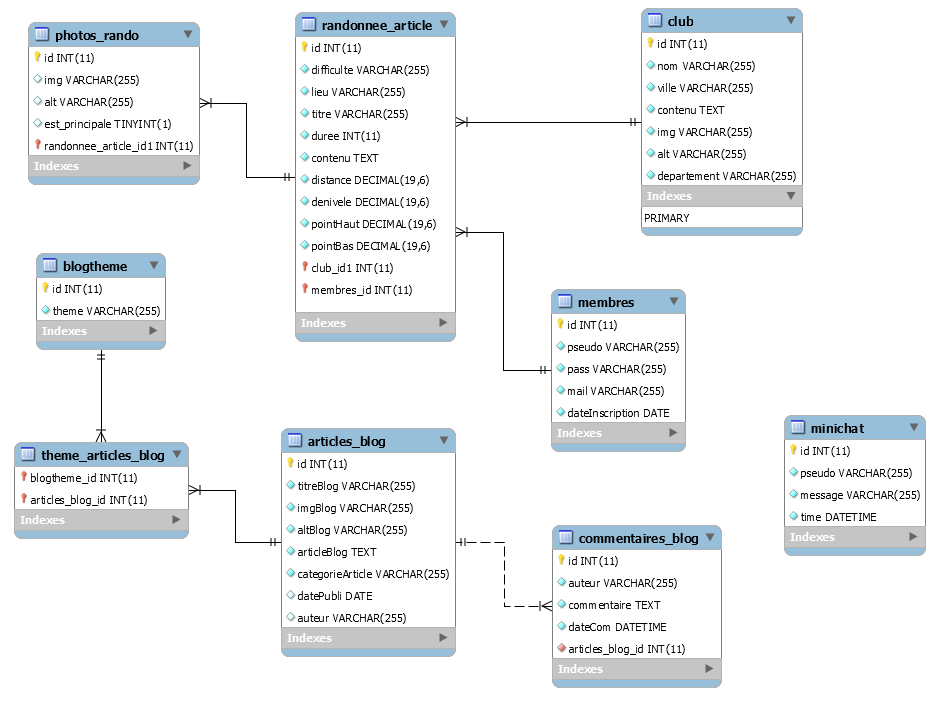 photos_rando
id INT(11)
img VARCHAR(255)
alt VARCHAR(255)
est_principale TINYINT(1)
randonnee_article_id1 INT(11)
Indexes
randonnee_article
id INT(11)
difficulte VARCHAR(255)
lieu VARCHAR(255)
titre VARCHAR(255)
duree INT(11)
contenu TEXT
distance DECIMAL(19,6)
denivele DECIMAL(19,6)
pointHaut DECIMAL(19,6)
pointBas DECIMAL(19,6)
club_id1 INT(11)
membres_id INT(11)
Indexes
club
id INT(11)
nom VARCHAR(255)
ville VARCHAR(255)
contenu TEXT
img VARCHAR(255)
alt VARCHAR(255)
departement VARCHAR(255)
Indexes
PRIMARY
blogtheme
id INT(11)
theme VARCHAR(255)
Indexes
membres
id INT(11)
pseudo VARCHAR(255)
pass VARCHAR(255)
mail VARCHAR(255)
dateInscription DATE
Indexes
theme_articles_blog
blogtheme_id INT(11)
articles_blog_id INT(11)
Indexes
articles_blog
id INT(11)
titreBlog VARCHAR(255)
imgBlog VARCHAR(255)
altBlog VARCHAR(255)
articleBlog TEXT
categorieArticle VARCHAR(255)
datePubli DATE
auteur VARCHAR(255)
Indexes
minichat
id INT(11)
pseudo VARCHAR(255)
message VARCHAR(255)
time DATETIME
Indexes
commentaires_blog
id INT(11)
auteur VARCHAR(255)
commentaire TEXT
dateCom DATETIME
articles_blog_id INT(11)
Indexes